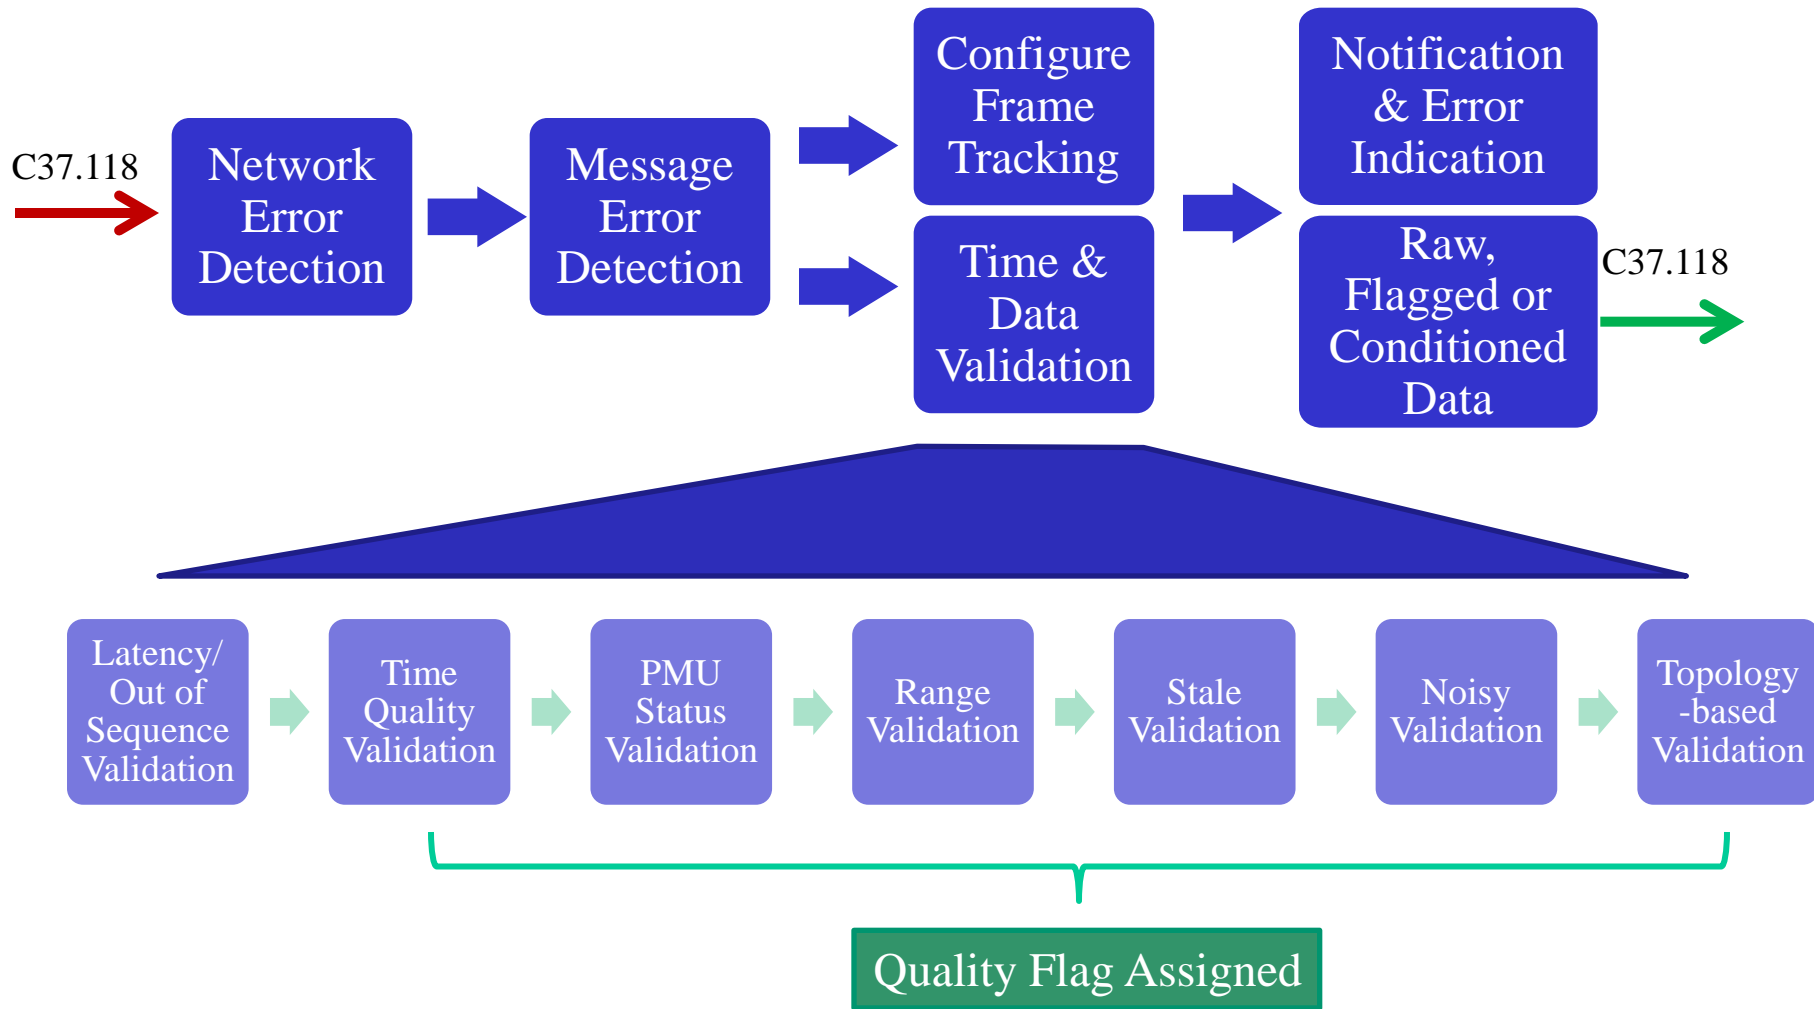 C37.118
Network
Error
Detection
Message
Error
Detection
Configure
Frame
Tracking
Time &
Data
Validation
Notification
& Error
Indication
Raw,
Flagged or
Conditioned
Data
C37.118
Latency/
Out of
Sequence
Validation
Time
Quality
Validation
PMU
Status
Validation
Range
Validation
Stale
Validation
Noisy
Validation
Topology
-based
Validation
Quality Flag Assigned